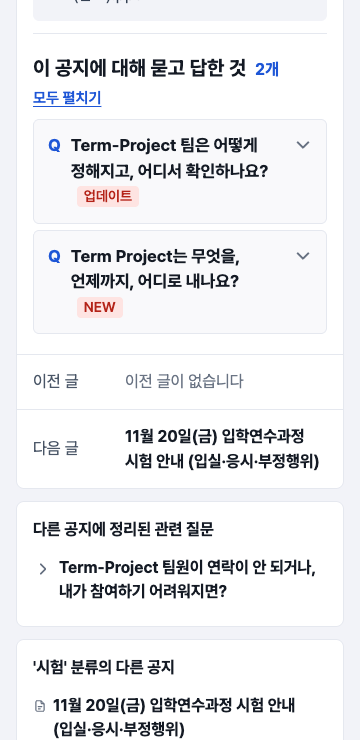 이 공지에 대해 묻고 답한 것 2개
모두 펼치기
Q Term-Project 팀은 어떻게
정해지고, 어디서 확인하나요?
업데이트
Q Term Project는 무엇을,
언제까지, 어디로 내나요?
NEW
이전 글 이전 글이 없습니다
다음 글 11월 20일(금) 입학연수과정
시험 안내 (입실·응시·부정행위)
다른 공지에 정리된 관련 질문
Term-Project 팀원이 연락이 안 되거나,
내가 참여하기 어려워지면?
'시험' 분류의 다른 공지
11월 20일(금) 입학연수과정 시험 안내
(입실·응시·부정행위)